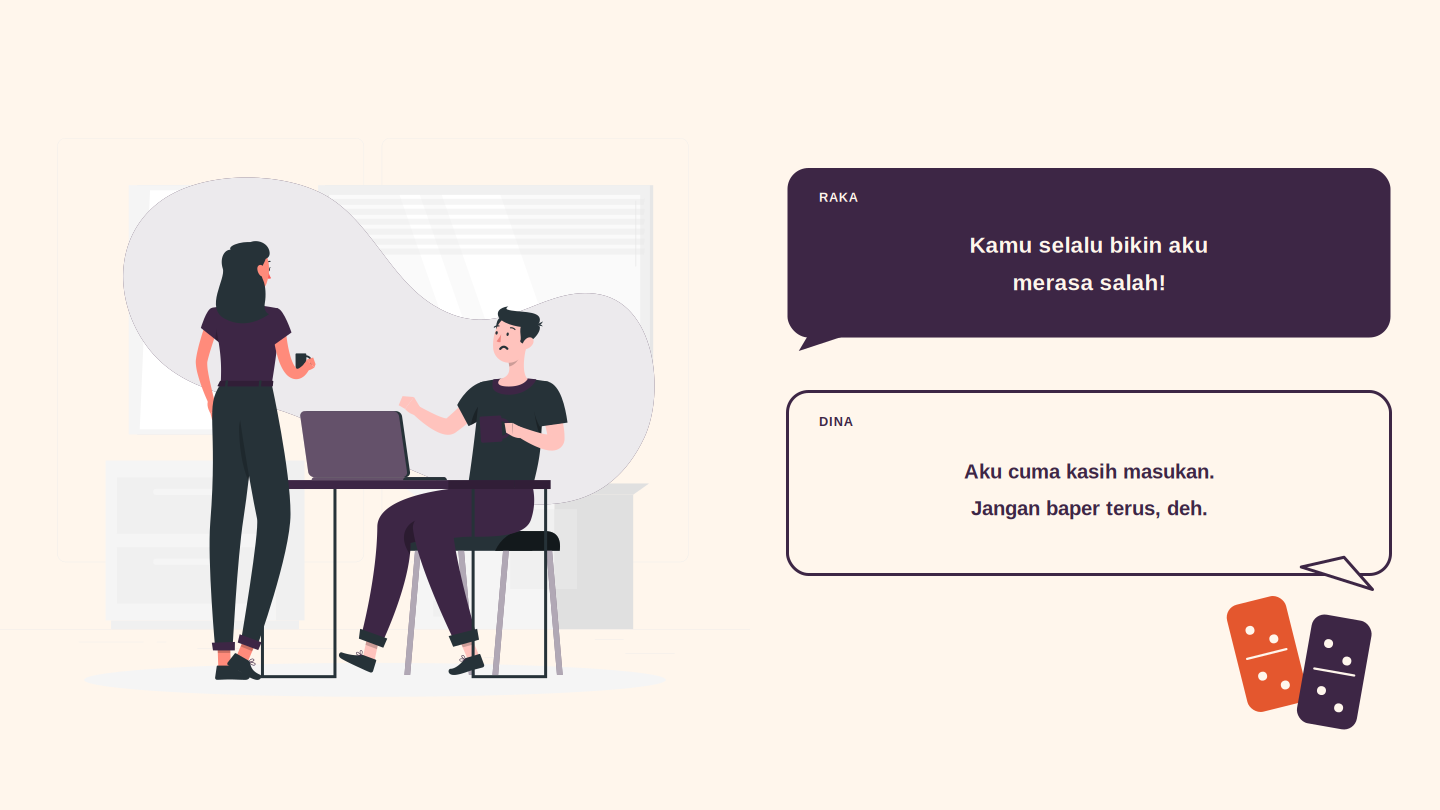 RAKA
Kamu selalu bikin aku
merasa salah!
DINA
Aku cuma kasih masukan.
Jangan baper terus, deh.